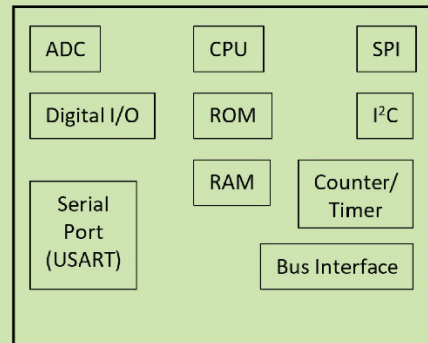 ADC
CPU
SPI
Digital I/O
ROM
I²C
RAM
Counter/
Timer
Serial
Port
(USART)
Bus Interface